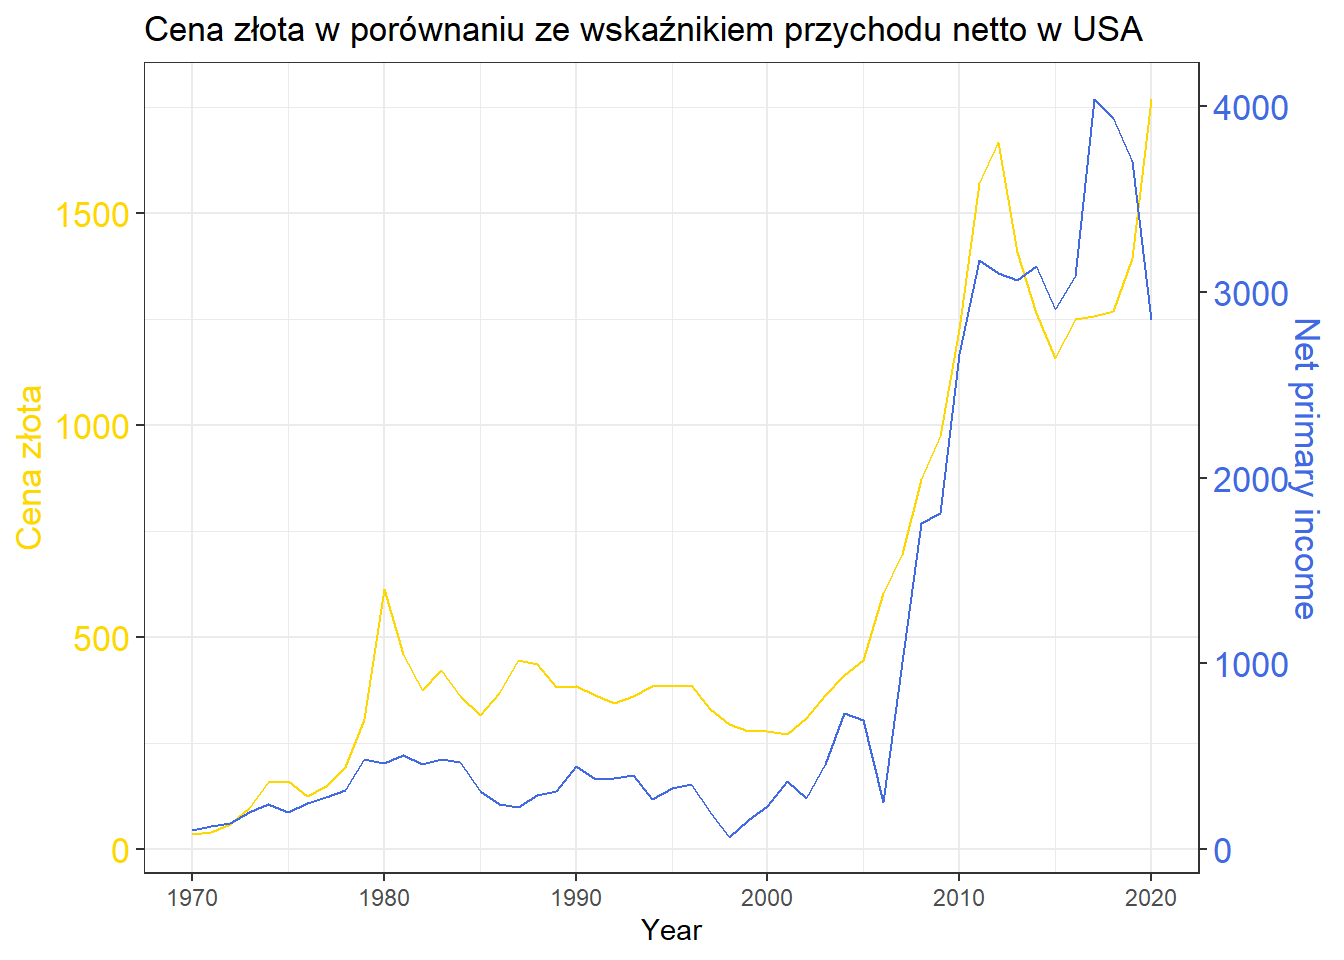 Cena złota w porównaniu ze wskaźnikiem przychodu netto w USA
Cena złota
1500
1000
500
0
4000
3000
2000
1000
0
Net primary income
1970 1980 1990 2000 2010 2020
Year